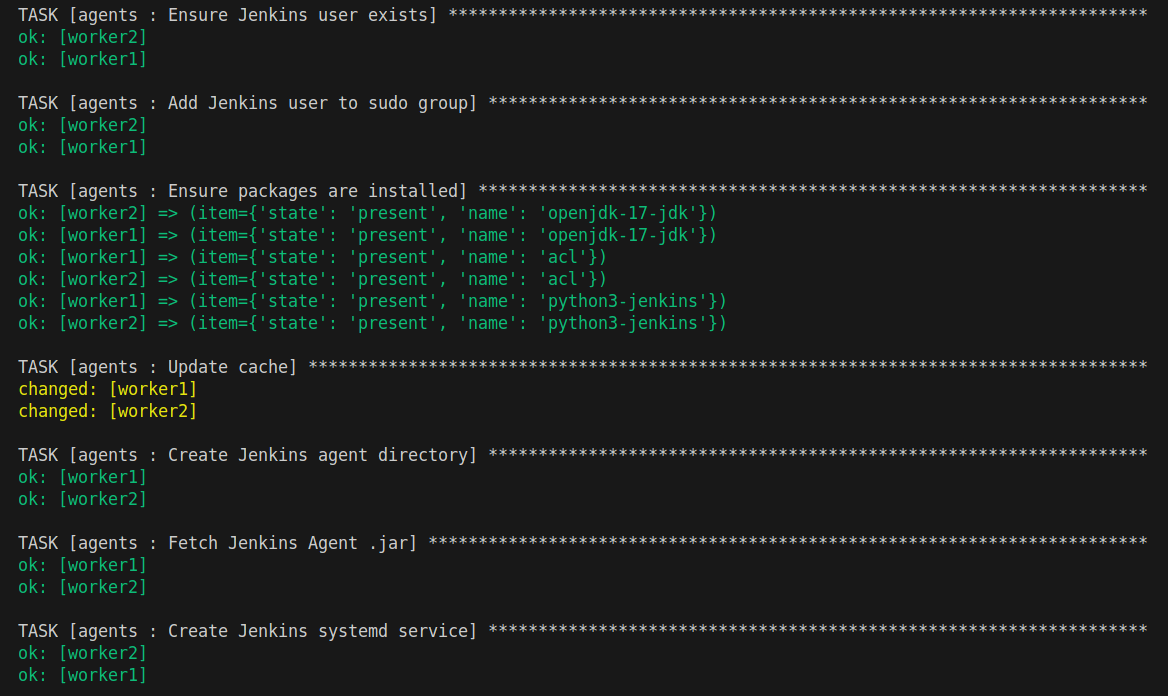 TASK [agents : Ensure Jenkins user exists] **********************************************************************
ok: [worker2]
ok: [worker1]
TASK [agents : Add Jenkins user to sudo group] ******************************************************************
ok: [worker2]
ok: [worker1]
TASK [agents : Ensure packages are installed] *******************************************************************
ok: [worker2] => (item={'state': 'present', 'name': 'openjdk-17-jdk'})
ok: [worker1] => (item={'state': 'present', 'name': 'openjdk-17-jdk'})
ok: [worker1] => (item={'state': 'present', 'name': 'acl'})
ok: [worker2] => (item={'state': 'present', 'name': 'acl'})
ok: [worker1] => (item={'state': 'present', 'name': 'python3-jenkins'})
ok: [worker2] => (item={'state': 'present', 'name': 'python3-jenkins'})
TASK [agents : Update cache] ************************************************************************************
changed: [worker1]
changed: [worker2]
TASK [agents : Create Jenkins agent directory] ******************************************************************
ok: [worker1]
ok: [worker2]
TASK [agents : Fetch Jenkins Agent .jar] ************************************************************************
ok: [worker1]
ok: [worker2]
TASK [agents : Create Jenkins systemd service] ******************************************************************
ok: [worker2]
ok: [worker1]